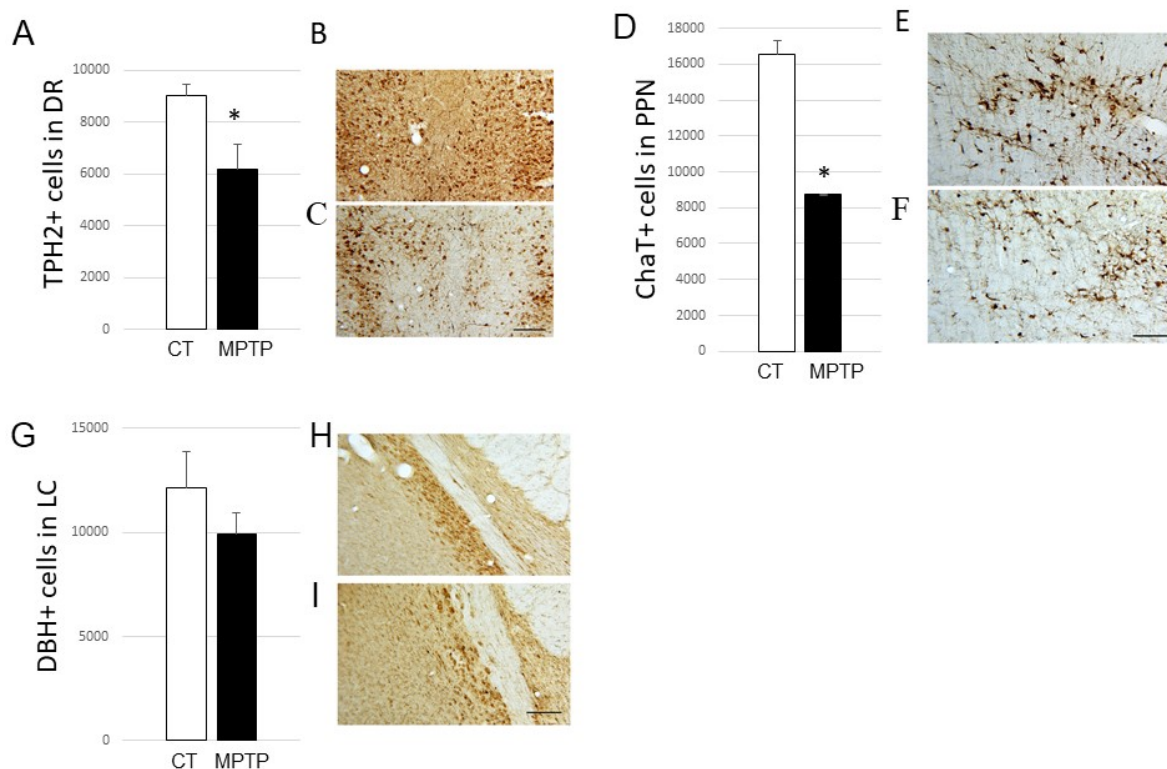 A
TPH2+ cells in DR
10000
8000
6000
4000
2000
0
*
CT MPTP
B
C
D
ChaT+ cells in PPN
18000
16000
14000
12000
10000
8000
6000
4000
2000
0
*
CT MPTP
E
F
G
DBH+ cells in LC
15000
10000
5000
0
CT MPTP
H
I